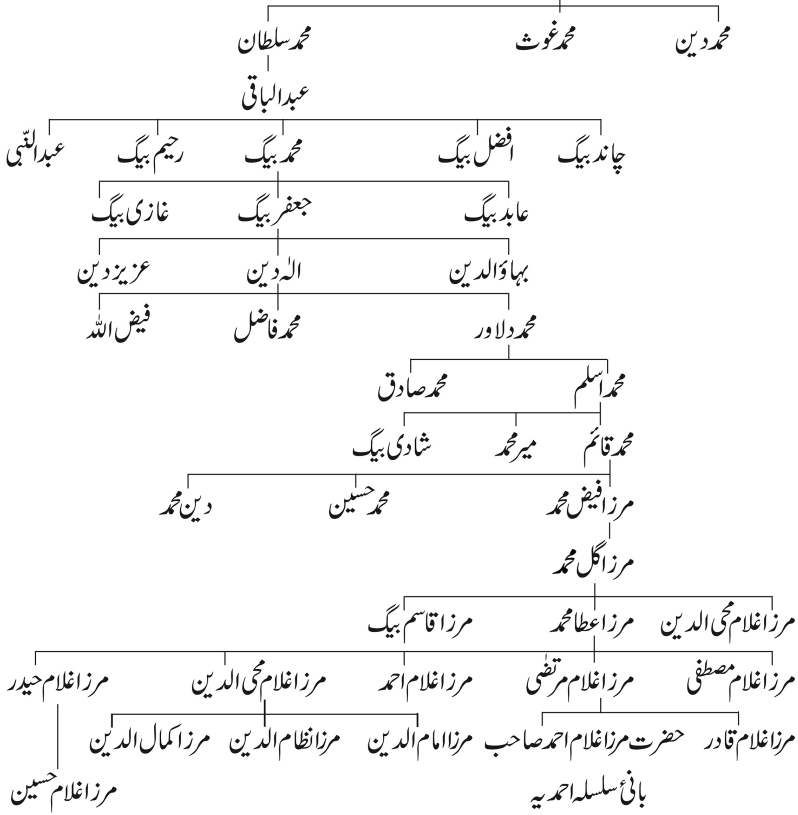 محمد دین محمد غوث محمد سلطان
عبدالباقی
چاند بیگ افضل بیگ محمد بیگ رحیم بیگ عبدالنّبی
عابد بیگ جعفر بیگ غازی بیگ
بہاؤالدین الٰہ دین عزیز دین
محمد دلاور محمد فاضل فیض اللہ
محمد اسلم محمد صادق
محمد قائم میر محمد شادی بیگ
مرزا فیض محمد محمد حسین دین محمد
مرزا گل محمد
مرزا غلام محی الدین مرزا عطا محمد مرزا قاسم بیگ
مرزا غلام مصطفی مرزا غلام مرتضٰی مرزا غلام احمد مرزا غلام محی الدین مرزا غلام حیدر
مرزا غلام قادر حضرت مرزا غلام احمد صاحب مرزا امام الدین مرزا نظام الدین مرزا کمال الدین
بانیٔ سلسلہ احمدیہ مرزا غلام حسین